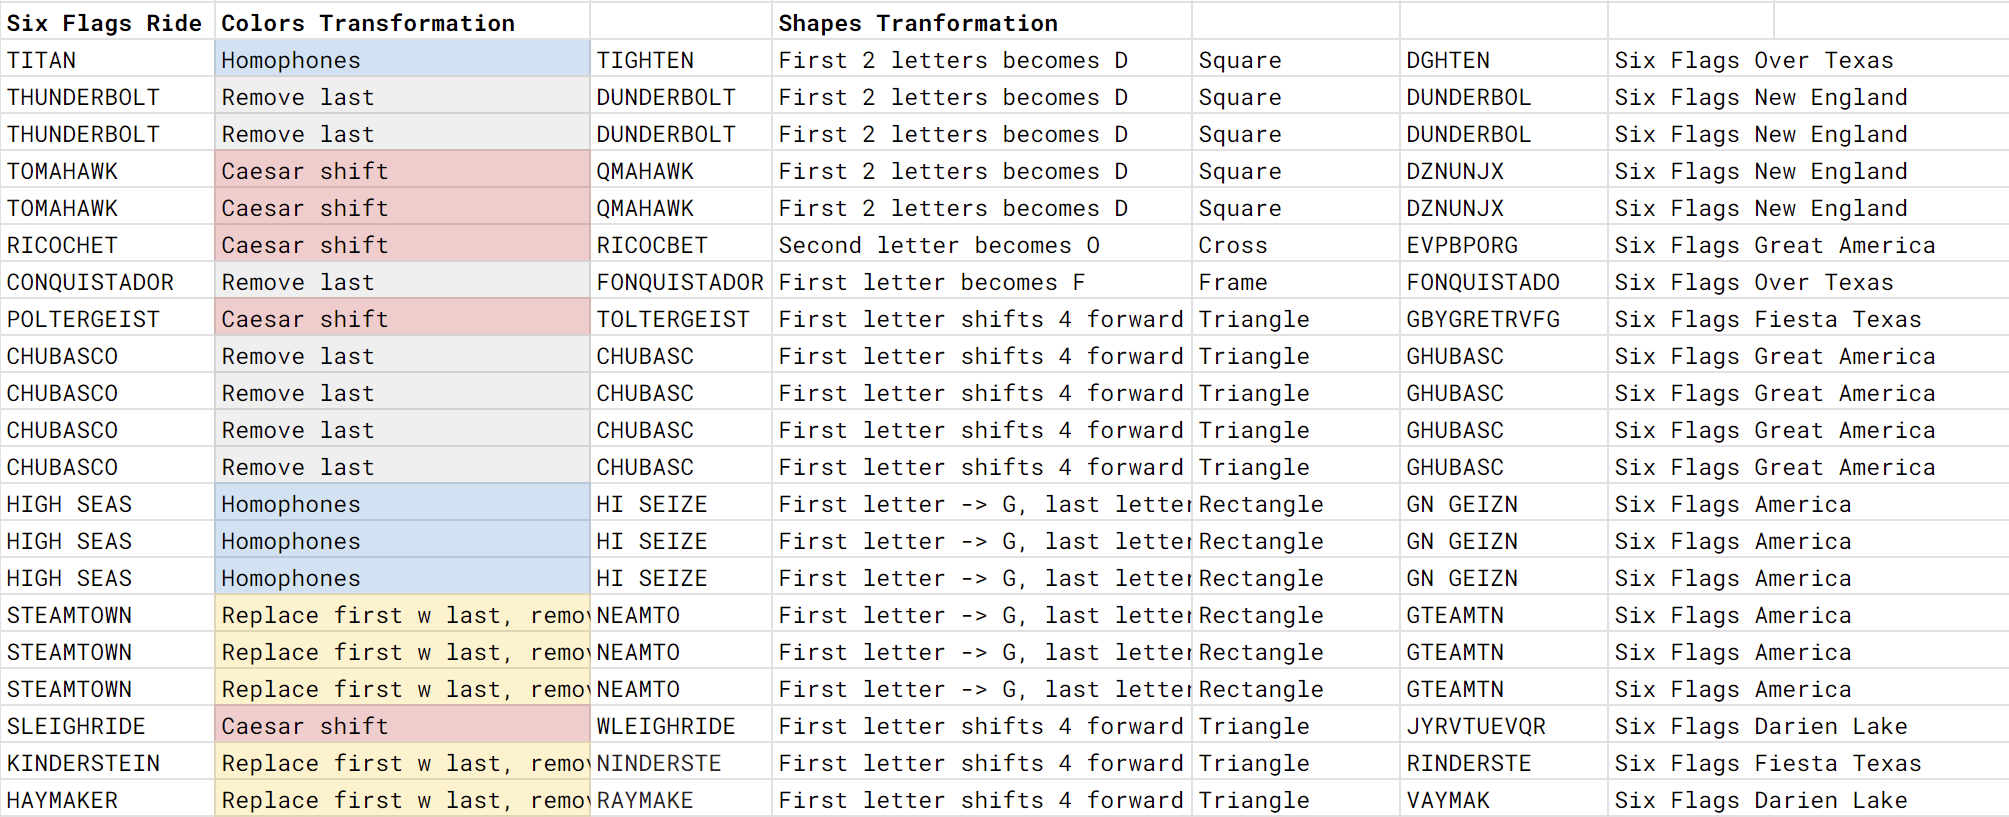 Six Flags Ride Colors Transformation Shapes Tranformation
TITAN Homophones TIGHTEN First 2 letters becomes D Square DGHTEN Six Flags Over Texas
THUNDERBOLT Remove last DUNDERBOLT First 2 letters becomes D Square DUNDERBOL Six Flags New England
THUNDERBOLT Remove last DUNDERBOLT First 2 letters becomes D Square DUNDERBOL Six Flags New England
TOMAHAWK Caesar shift QMAHAWK First 2 letters becomes D Square DZNUNJX Six Flags New England
TOMAHAWK Caesar shift QMAHAWK First 2 letters becomes D Square DZNUNJX Six Flags New England
RICOCHET Caesar shift RICOCBET Second letter becomes O Cross EVPBPORG Six Flags Great America
CONQUISTADOR Remove last FONQUISTADOR First letter becomes F Frame FONQUISTADO Six Flags Over Texas
POLTERGEIST Caesar shift TOLTERGEIST First letter shifts 4 forward Triangle GBYGRETRVFG Six Flags Fiesta Texas
CHUBASCO Remove last CHUBASC First letter shifts 4 forward Triangle GHUBASC Six Flags Great America
CHUBASCO Remove last CHUBASC First letter shifts 4 forward Triangle GHUBASC Six Flags Great America
CHUBASCO Remove last CHUBASC First letter shifts 4 forward Triangle GHUBASC Six Flags Great America
CHUBASCO Remove last CHUBASC First letter shifts 4 forward Triangle GHUBASC Six Flags Great America
HIGH SEAS Homophones HI SEIZE First letter -> G, last letter Rectangle GN GEIZN Six Flags America
HIGH SEAS Homophones HI SEIZE First letter -> G, last letter Rectangle GN GEIZN Six Flags America
HIGH SEAS Homophones HI SEIZE First letter -> G, last letter Rectangle GN GEIZN Six Flags America
STEAMTOWN Replace first w last, remov NEAMTO First letter -> G, last letter Rectangle GTEAMTN Six Flags America
STEAMTOWN Replace first w last, remov NEAMTO First letter -> G, last letter Rectangle GTEAMTN Six Flags America
STEAMTOWN Replace first w last, remov NEAMTO First letter -> G, last letter Rectangle GTEAMTN Six Flags America
SLEIGHRIDE Caesar shift WLEIGHRIDE First letter shifts 4 forward Triangle JYRVTUEVQR Six Flags Darien Lake
KINDERSTEIN Replace first w last, remov NINDERSTE First letter shifts 4 forward Triangle RINDERSTE Six Flags Fiesta Texas
HAYMAKER Replace first w last, remov RAYMAKE First letter shifts 4 forward Triangle VAYMAK Six Flags Darien Lake